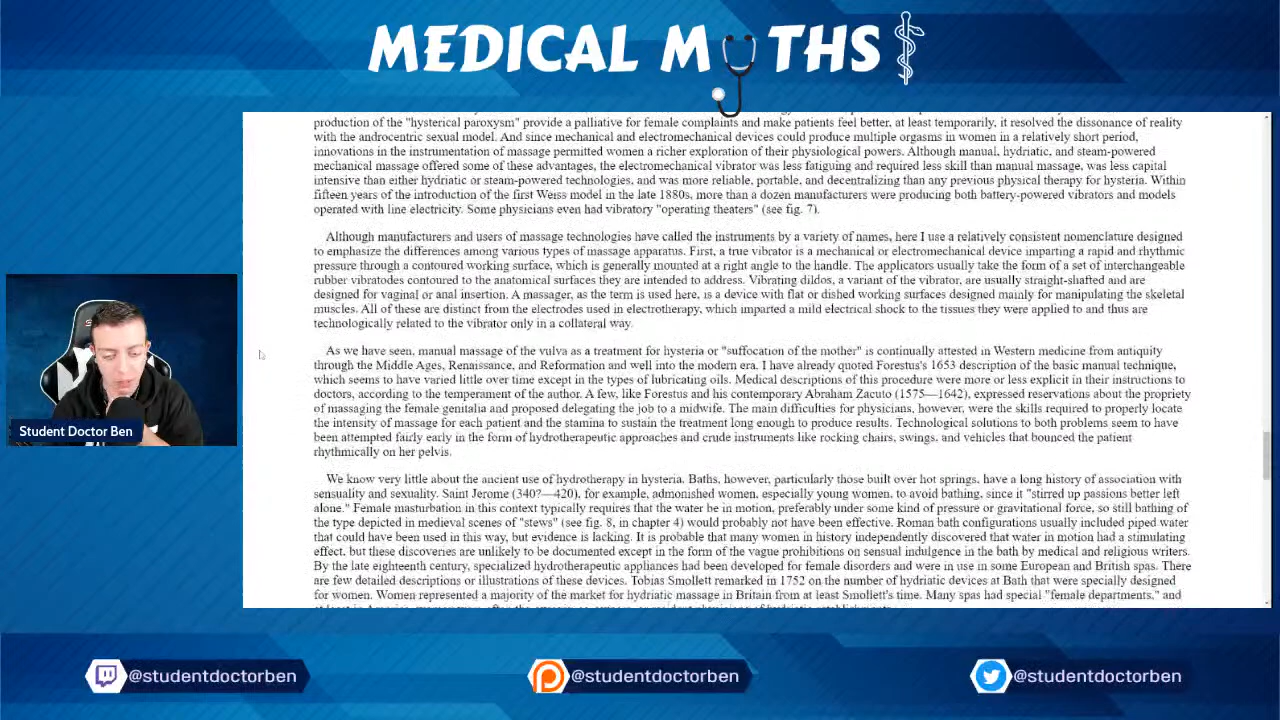 MEDICAL MYTHS
production of the "hysterical paroxysm" provide a palliative for female complaints and make patients feel better, at least temporarily, it resolved the dissonance of reality
with the androcentric sexual model. And since mechanical and electromechanical devices could produce multiple orgasms in women in a relatively short period,
innovations in the instrumentation of massage permitted women a richer exploration of their physiological powers. Although manual, hydriatic, and steam-powered
mechanical massage offered some of these advantages, the electromechanical vibrator was less fatiguing and required less skill than manual massage, was less capital
intensive than either hydriatic or steam-powered technologies, and was more reliable, portable, and decentralizing than any previous physical therapy for hysteria. Within
fifteen years of the introduction of the first Weiss model in the late 1880s, more than a dozen manufacturers were producing both battery-powered vibrators and models
operated with line electricity. Some physicians even had vibratory "operating theaters" (see fig. 7).
Although manufacturers and users of massage technologies have called the instruments by a variety of names, here I use a relatively consistent nomenclature designed
to emphasize the differences among various types of massage apparatus. First, a true vibrator is a mechanical or electromechanical device imparting a rapid and rhythmic
pressure through a contoured working surface, which is generally mounted at a right angle to the handle. The applicators usually take the form of a set of interchangeable
rubber vibratodes contoured to the anatomical surfaces they are intended to address. Vibrating dildos, a variant of the vibrator, are usually straight-shafted and are
designed for vaginal or anal insertion. A massager, as the term is used here, is a device with flat or dished working surfaces designed mainly for manipulating the skeletal
muscles. All of these are distinct from the electrodes used in electrotherapy, which imparted a mild electrical shock to the tissues they were applied to and thus are
technologically related to the vibrator only in a collateral way.
As we have seen, manual massage of the vulva as a treatment for hysteria or "suffocation of the mother" is continually attested in Western medicine from antiquity
through the Middle Ages, Renaissance, and Reformation and well into the modern era. I have already quoted Forestus's 1653 description of the basic manual technique,
which seems to have varied little over time except in the types of lubricating oils. Medical descriptions of this procedure were more or less explicit in their instructions to
doctors, according to the temperament of the author. A few, like Forestus and his contemporary Abraham Zacuto (1575—1642), expressed reservations about the propriety
of massaging the female genitalia and proposed delegating the job to a midwife. The main difficulties for physicians, however, were the skills required to properly locate
the intensity of massage for each patient and the stamina to sustain the treatment long enough to produce results. Technological solutions to both problems seem to have
been attempted fairly early in the form of hydrotherapeutic approaches and crude instruments like rocking chairs, swings, and vehicles that bounced the patient
rhythmically on her pelvis.
We know very little about the ancient use of hydrotherapy in hysteria. Baths, however, particularly those built over hot springs, have a long history of association with
sensuality and sexuality. Saint Jerome (340?—420), for example, admonished women, especially young women, to avoid bathing, since it "stirred up passions better left
alone." Female masturbation in this context typically requires that the water be in motion, preferably under some kind of pressure or gravitational force, so still bathing of
the type depicted in medieval scenes of "stews" (see fig. 8, in chapter 4) would probably not have been effective. Roman bath configurations usually included piped water
that could have been used in this way, but evidence is lacking. It is probable that many women in history independently discovered that water in motion had a stimulating
effect, but these discoveries are unlikely to be documented except in the form of the vague prohibitions on sensual indulgence in the bath by medical and religious writers.
By the late eighteenth century, specialized hydrotherapeutic appliances had been developed for female disorders and were in use in some European and British spas. There
are few detailed descriptions or illustrations of these devices. Tobias Smollett remarked in 1752 on the number of hydriatic devices at Bath that were specially designed
for women. Women represented a majority of the market for hydriatic massage in Britain from at least Smollett's time. Many spas had special "female departments," and
Student Doctor Ben
@studentdoctorben
@studentdoctorben
@studentdoctorben